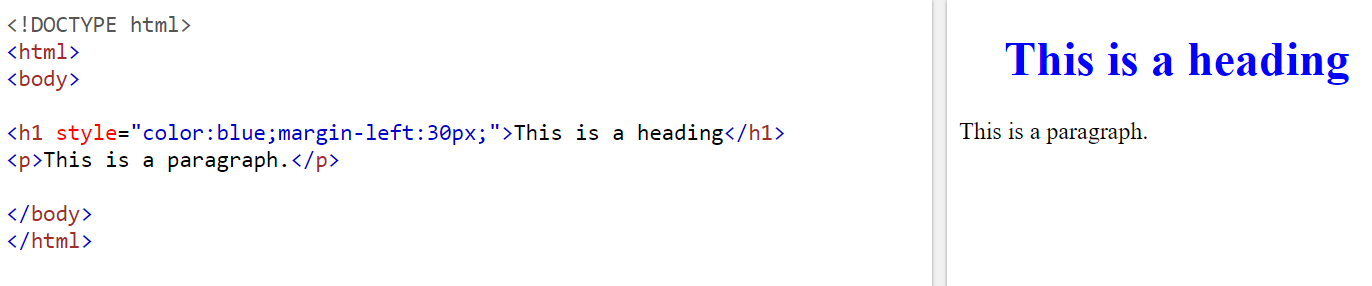 <!DOCTYPE html>
<html>
<body>
<h1 style="color:blue;margin-left:30px;">This is a heading</h1>
<p>This is a paragraph.</p>
</body>
</html>
This is a heading
This is a paragraph.